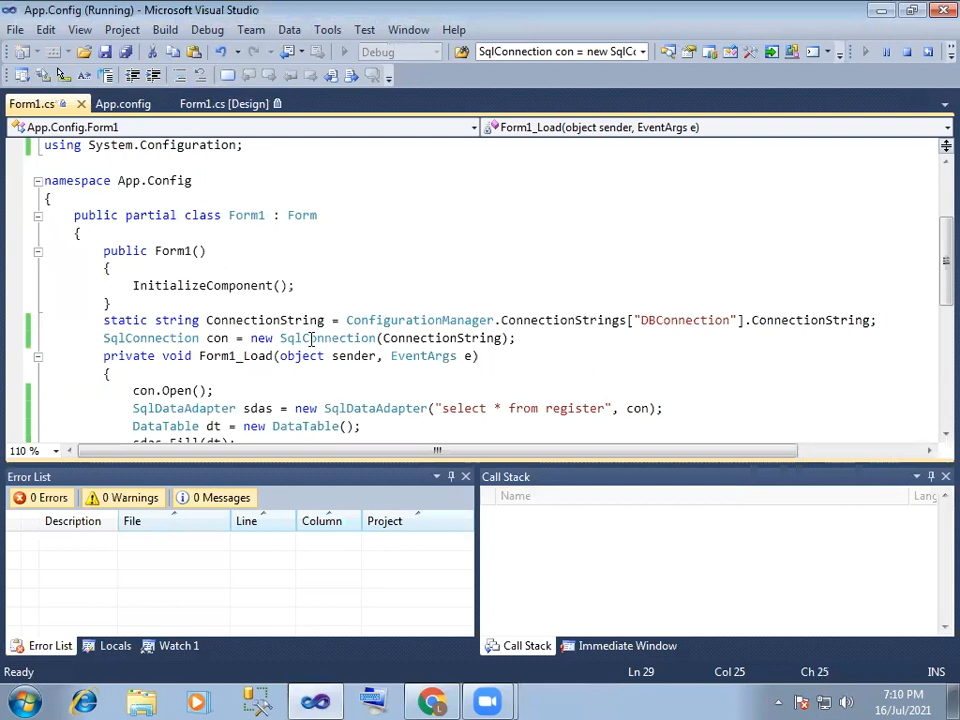 App.Config (Running) - Microsoft Visual Studio
File Edit View Project Build Debug Team Data Tools Test Window Help
Debug SqlConnection con = new SqlCc
Form1.cs App.config Form1.cs [Design]
App.Config.Form1 Form1_Load(object sender, EventArgs e)
using System.Configuration;
namespace App.Config
{
public partial class Form1 : Form
{
public Form1()
{
InitializeComponent();
}
static string ConnectionString = ConfigurationManager.ConnectionStrings["DBConnection"].ConnectionString;
SqlConnection con = new SqlConnection(ConnectionString);
private void Form1_Load(object sender, EventArgs e)
{
con.Open();
SqlDataAdapter sdas = new SqlDataAdapter("select * from register", con);
DataTable dt = new DataTable();
sdas.Fill(dt);
110 %
Error List Call Stack
0 Errors 0 Warnings 0 Messages Name Lang
Description File Line Column Project
Error List Locals Watch 1 Call Stack Immediate Window
Ready Ln 29 Col 25 Ch 25 INS
7:10 PM
16/Jul/2021